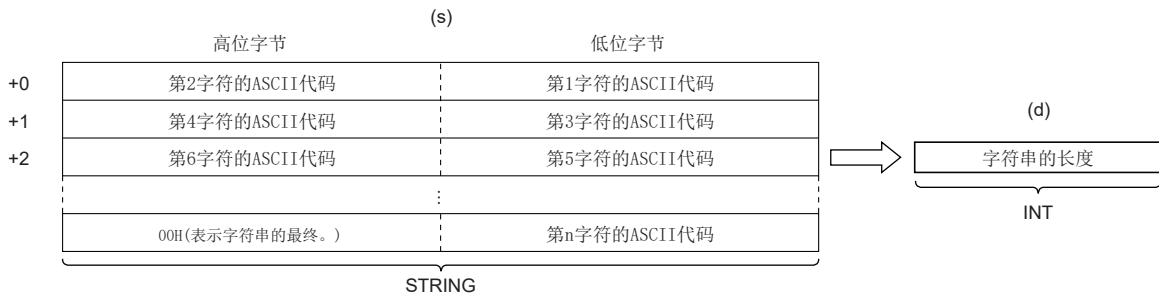 (s)
高位字节 低位字节
+0 第2字符的ASCII代码 第1字符的ASCII代码
+1 第4字符的ASCII代码 第3字符的ASCII代码
(d)
+2 第6字符的ASCII代码 第5字符的ASCII代码 字符串的长度
⋮
INT
00H(表示字符串的最终。) 第n字符的ASCII代码
STRING